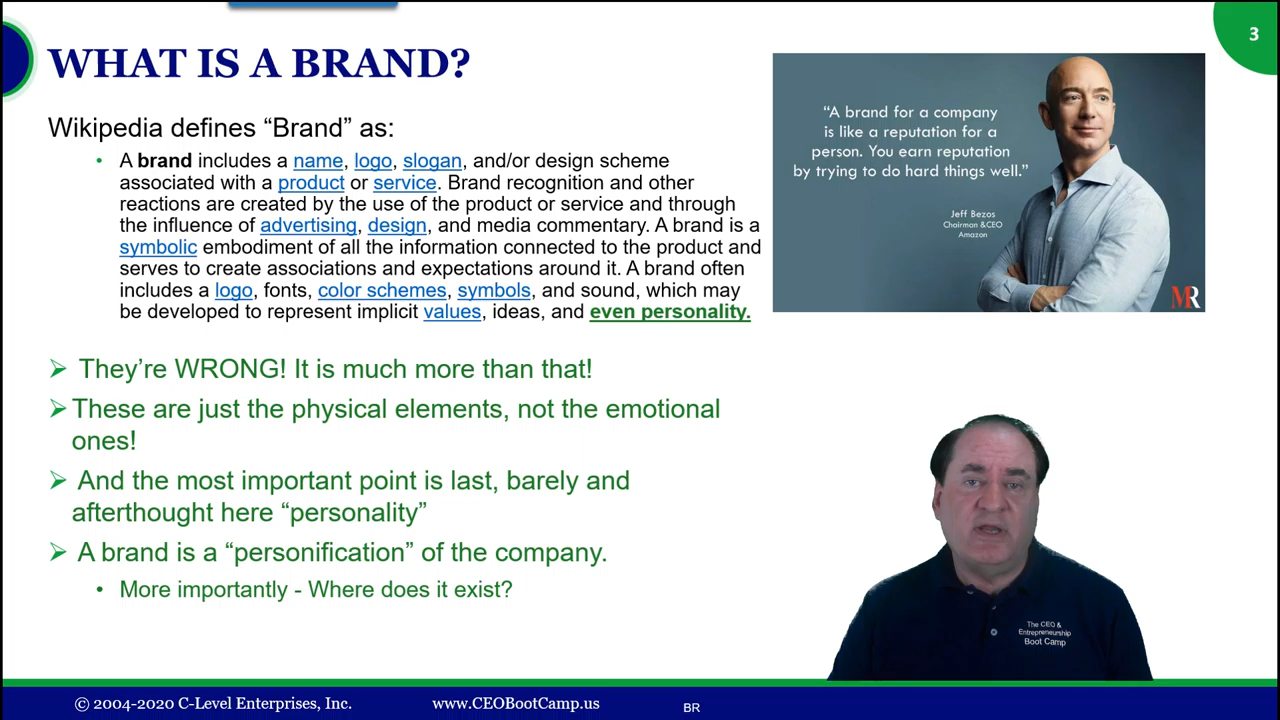 3
WHAT IS A BRAND?
Wikipedia defines “Brand” as:
• A brand includes a name, logo, slogan, and/or design scheme
associated with a product or service. Brand recognition and other
reactions are created by the use of the product or service and through
the influence of advertising, design, and media commentary. A brand is a
symbolic embodiment of all the information connected to the product and
serves to create associations and expectations around it. A brand often
includes a logo, fonts, color schemes, symbols, and sound, which may
be developed to represent implicit values, ideas, and even personality.
“A brand for a company
is like a reputation for a
person. You earn reputation
by trying to do hard things well.”
Jeff Bezos
Chairman &CEO
Amazon
MR
➢ They’re WRONG! It is much more than that!
➢ These are just the physical elements, not the emotional
ones!
➢ And the most important point is last, barely and
afterthought here “personality”
➢ A brand is a “personification” of the company.
• More importantly - Where does it exist?
The CEO &
Entrepreneurship
Boot Camp
© 2004-2020 C-Level Enterprises, Inc.
www.CEOBootCamp.us
BR